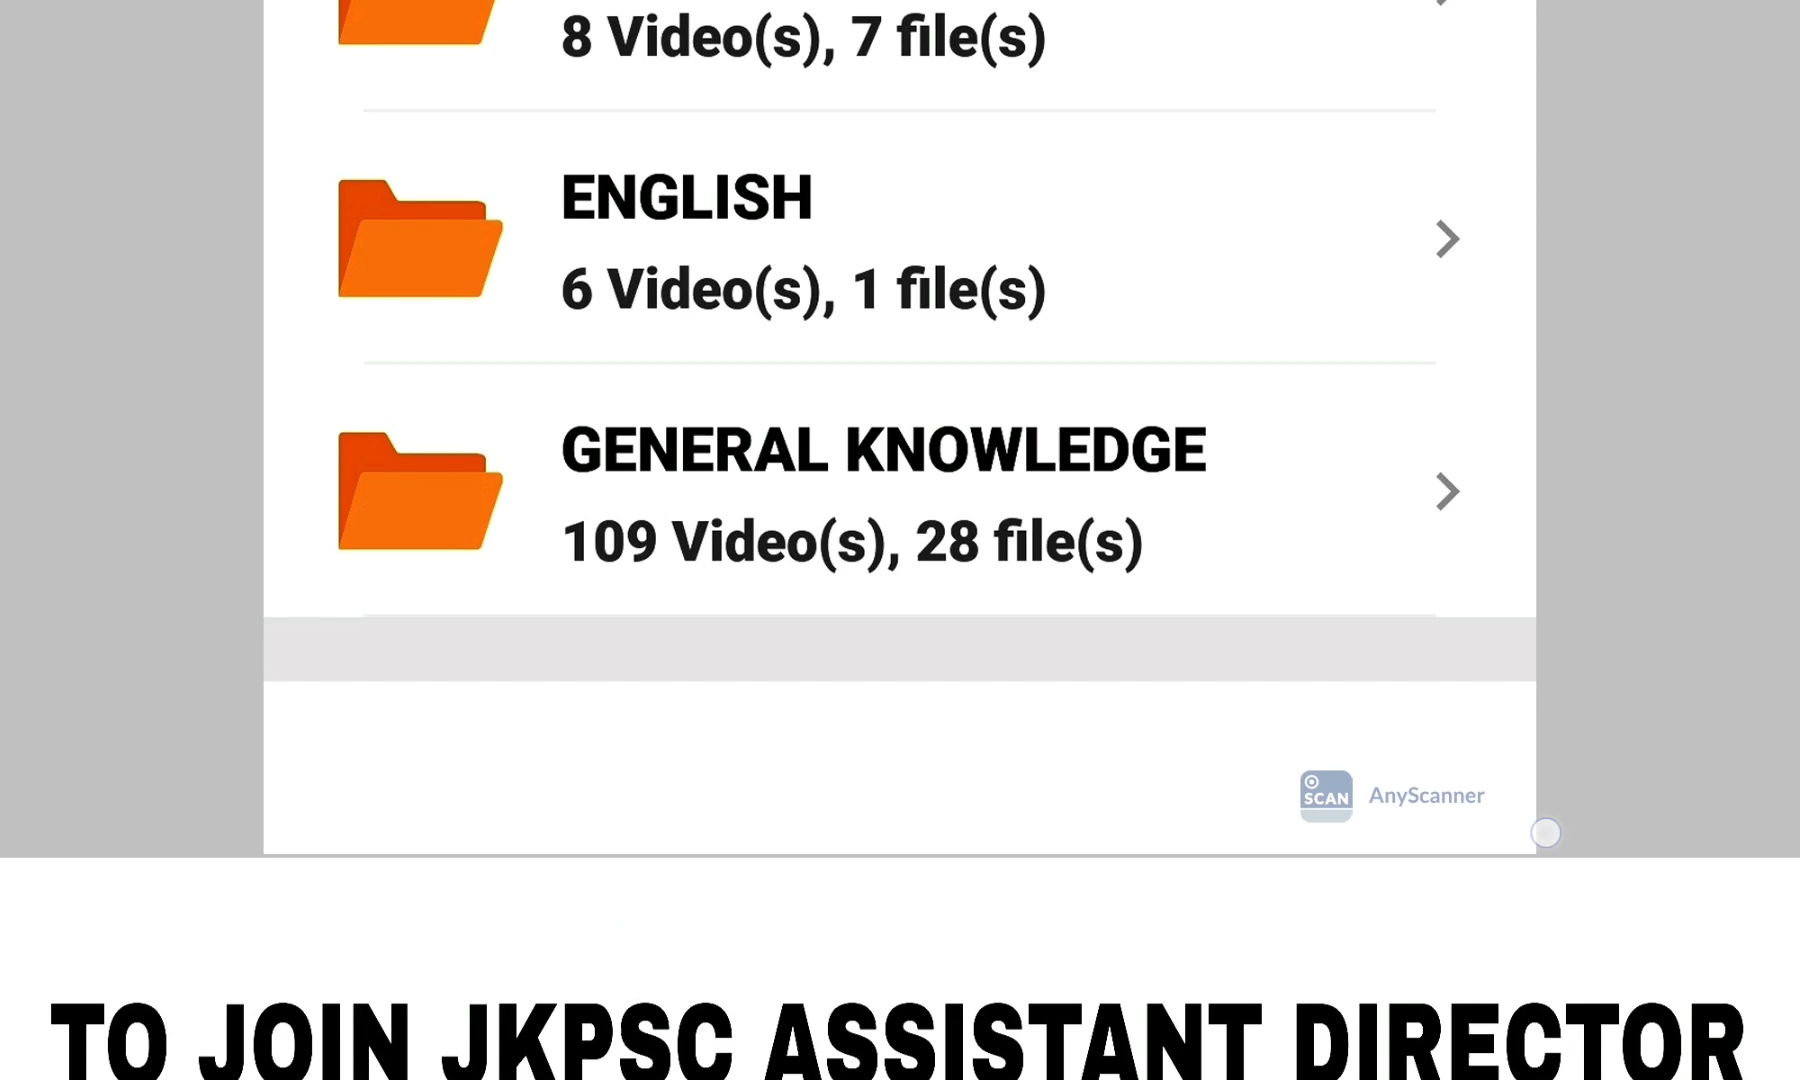 8 Video(s), 7 file(s)
ENGLISH
6 Video(s), 1 file(s)
GENERAL KNOWLEDGE
109 Video(s), 28 file(s)
SCAN AnyScanner
TO JOIN JKPSC ASSISTANT DIRECTOR